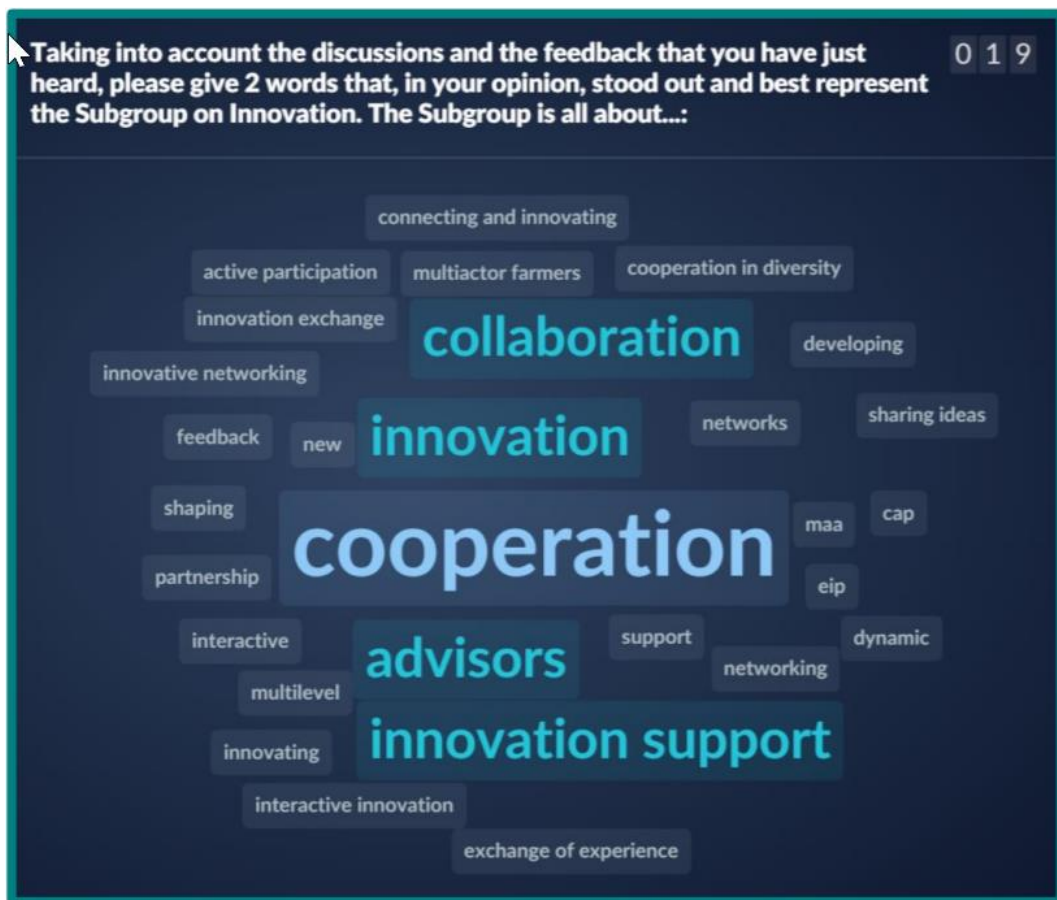 Taking into account the discussions and the feedback that you have just
heard, please give 2 words that, in your opinion, stood out and best represent
the Subgroup on Innovation. The Subgroup is all about...:
0 1 9
connecting and innovating
active participation
multiactor farmers
cooperation in diversity
innovation exchange
collaboration
developing
innovative networking
feedback
new
innovation
networks
sharing ideas
shaping
cooperation
maa
cap
partnership
eip
interactive
advisors
support
dynamic
networking
multilevel
innovation support
innovating
interactive innovation
exchange of experience